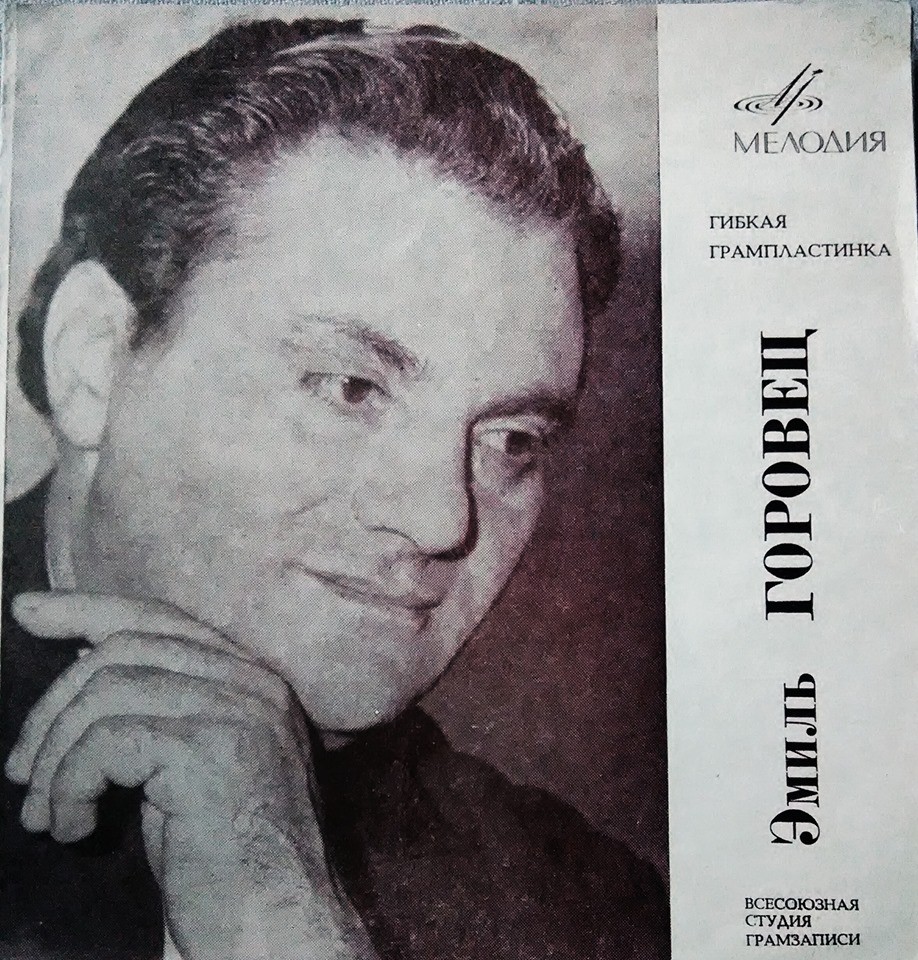 МЕЛОДИЯ
ГИБКАЯ
ГРАМПЛАСТИНКА
Эмиль ГОРОВЕЦ
ВСЕСОЮЗНАЯ
СТУДИЯ
ГРАМЗАПИСИ